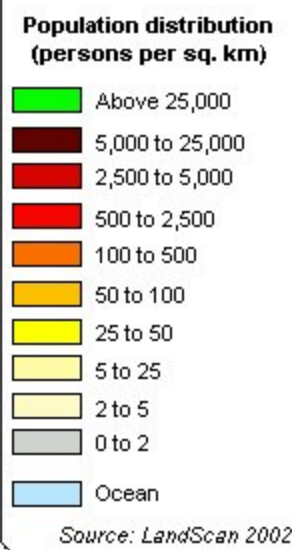 Population distribution
(persons per sq. km)
Above 25,000
5,000 to 25,000
2,500 to 5,000
500 to 2,500
100 to 500
50 to 100
25 to 50
5 to 25
2 to 5
0 to 2
Ocean
Source: LandScan 2002